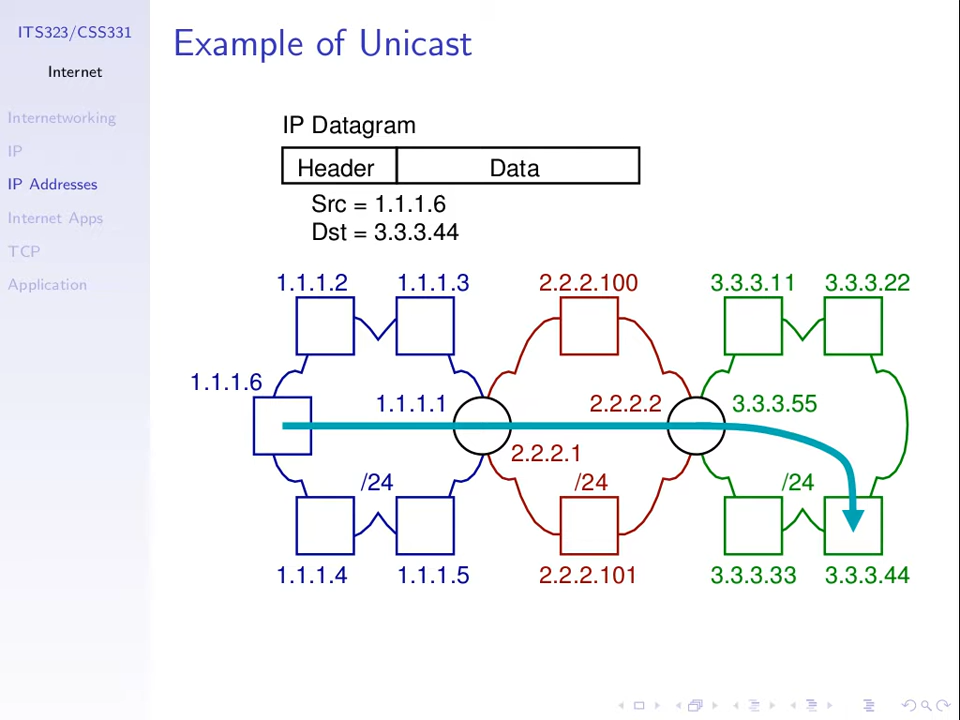 ITS323/CSS331
Internet
Internetworking
IP
IP Addresses
Internet Apps
TCP
Application
Example of Unicast
IP Datagram
Header Data
Src = 1.1.1.6
Dst = 3.3.3.44
1.1.1.2 1.1.1.3 2.2.2.100 3.3.3.11 3.3.3.22
1.1.1.6
1.1.1.1 2.2.2.2 3.3.3.55
2.2.2.1
/24 /24 /24
1.1.1.4 1.1.1.5 2.2.2.101 3.3.3.33 3.3.3.44